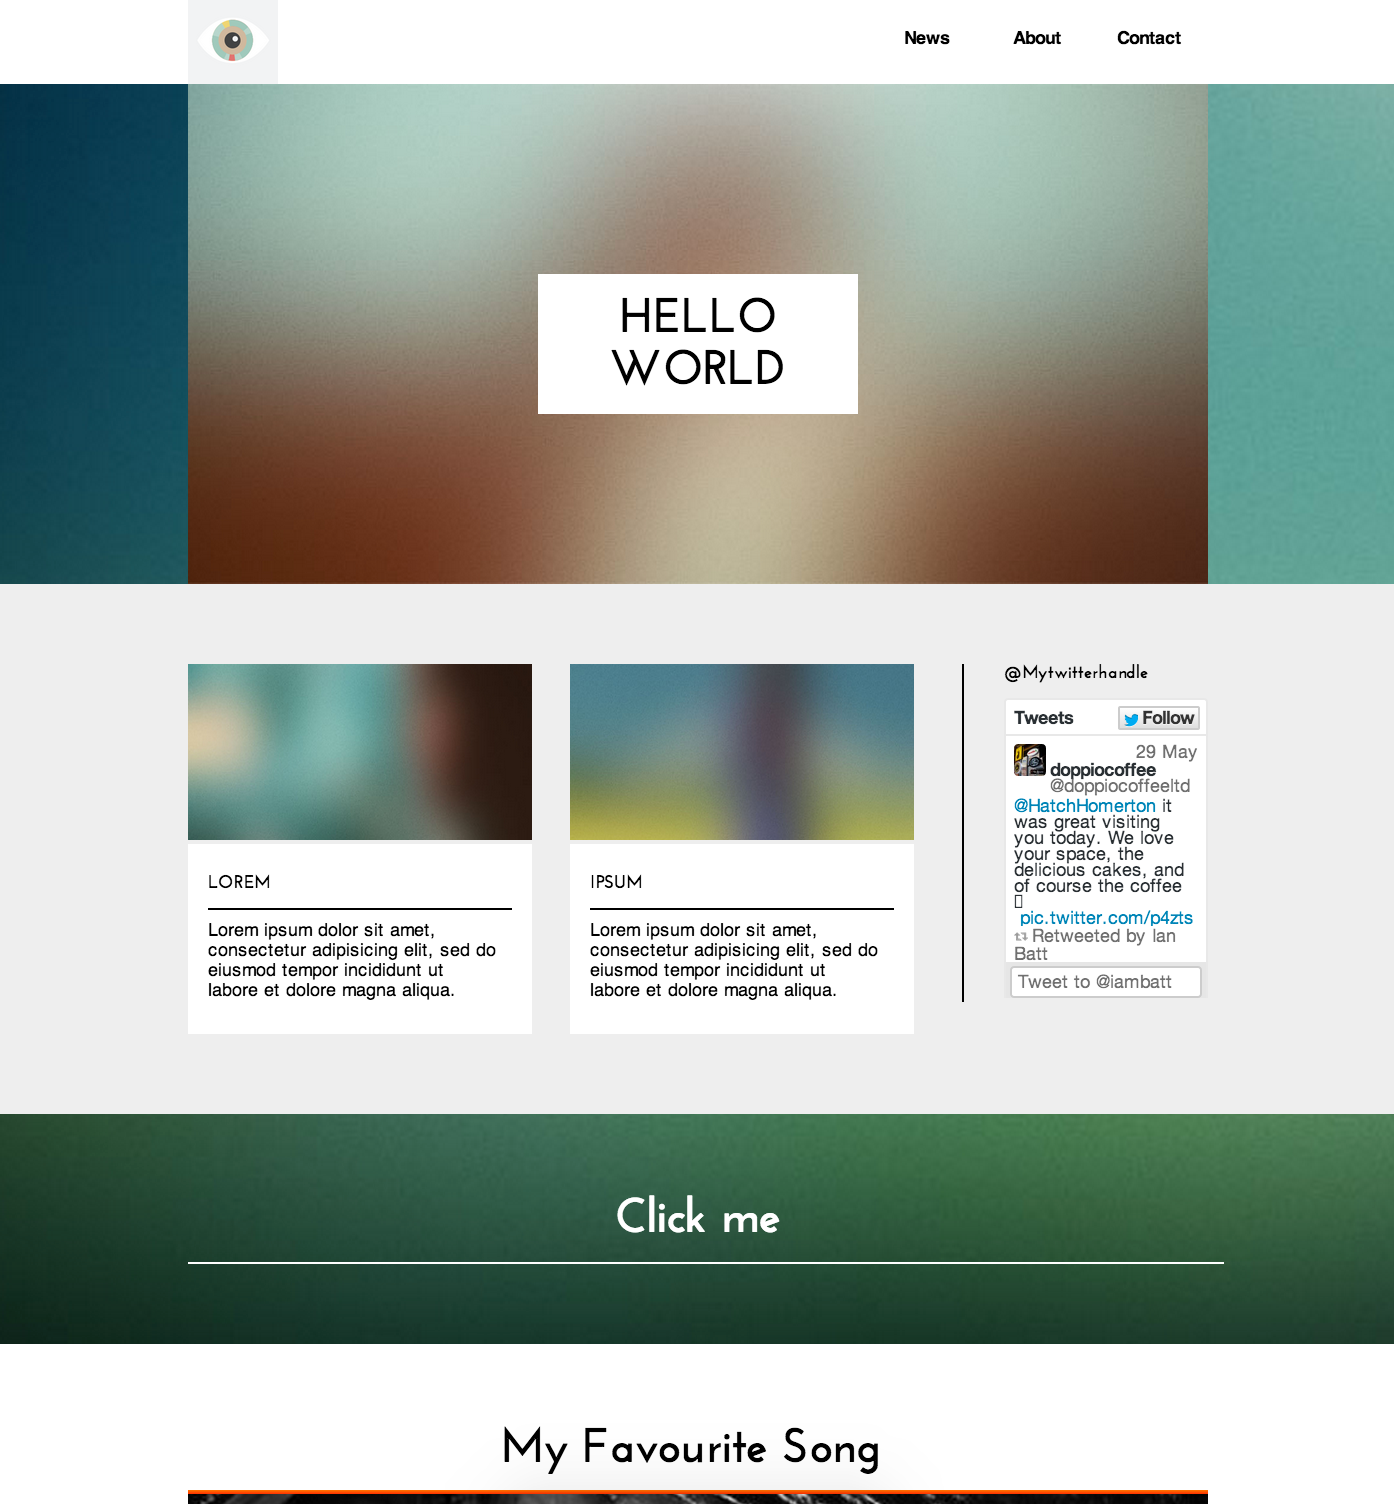 News About Contact
HELLO
WORLD
LOREM
Lorem ipsum dolor sit amet,
consectetur adipisicing elit, sed do
eiusmod tempor incididunt ut
labore et dolore magna aliqua.
IPSUM
Lorem ipsum dolor sit amet,
consectetur adipisicing elit, sed do
eiusmod tempor incididunt ut
labore et dolore magna aliqua.
@Mytwitterhandle
Tweets Follow
29 May
doppiocoffee
@doppiocoffeeltd
@HatchHomerton it
was great visiting
you today. We love
your space, the
delicious cakes, and
of course the coffee
pic.twitter.com/p4zts
Retweeted by Ian
Batt
Tweet to @iambatt
Click me
My Favourite Song